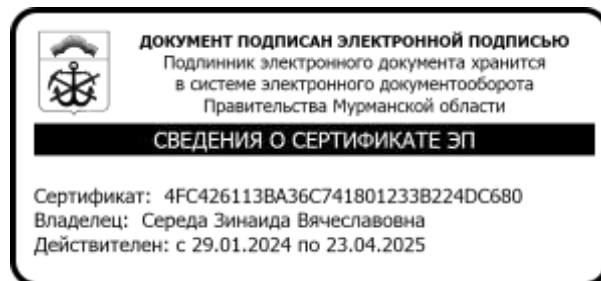 ДОКУМЕНТ ПОДПИСАН ЭЛЕКТРОННОЙ ПОДПИСЬЮ
Подлинник электронного документа хранится
в системе электронного документооборота
Правительства Мурманской области
СВЕДЕНИЯ О СЕРТИФИКАТЕ ЭП
Сертификат: 4FC426113BA36C741801233B224DC680
Владелец: Середа Зинаида Вячеславовна
Действителен: с 29.01.2024 по 23.04.2025